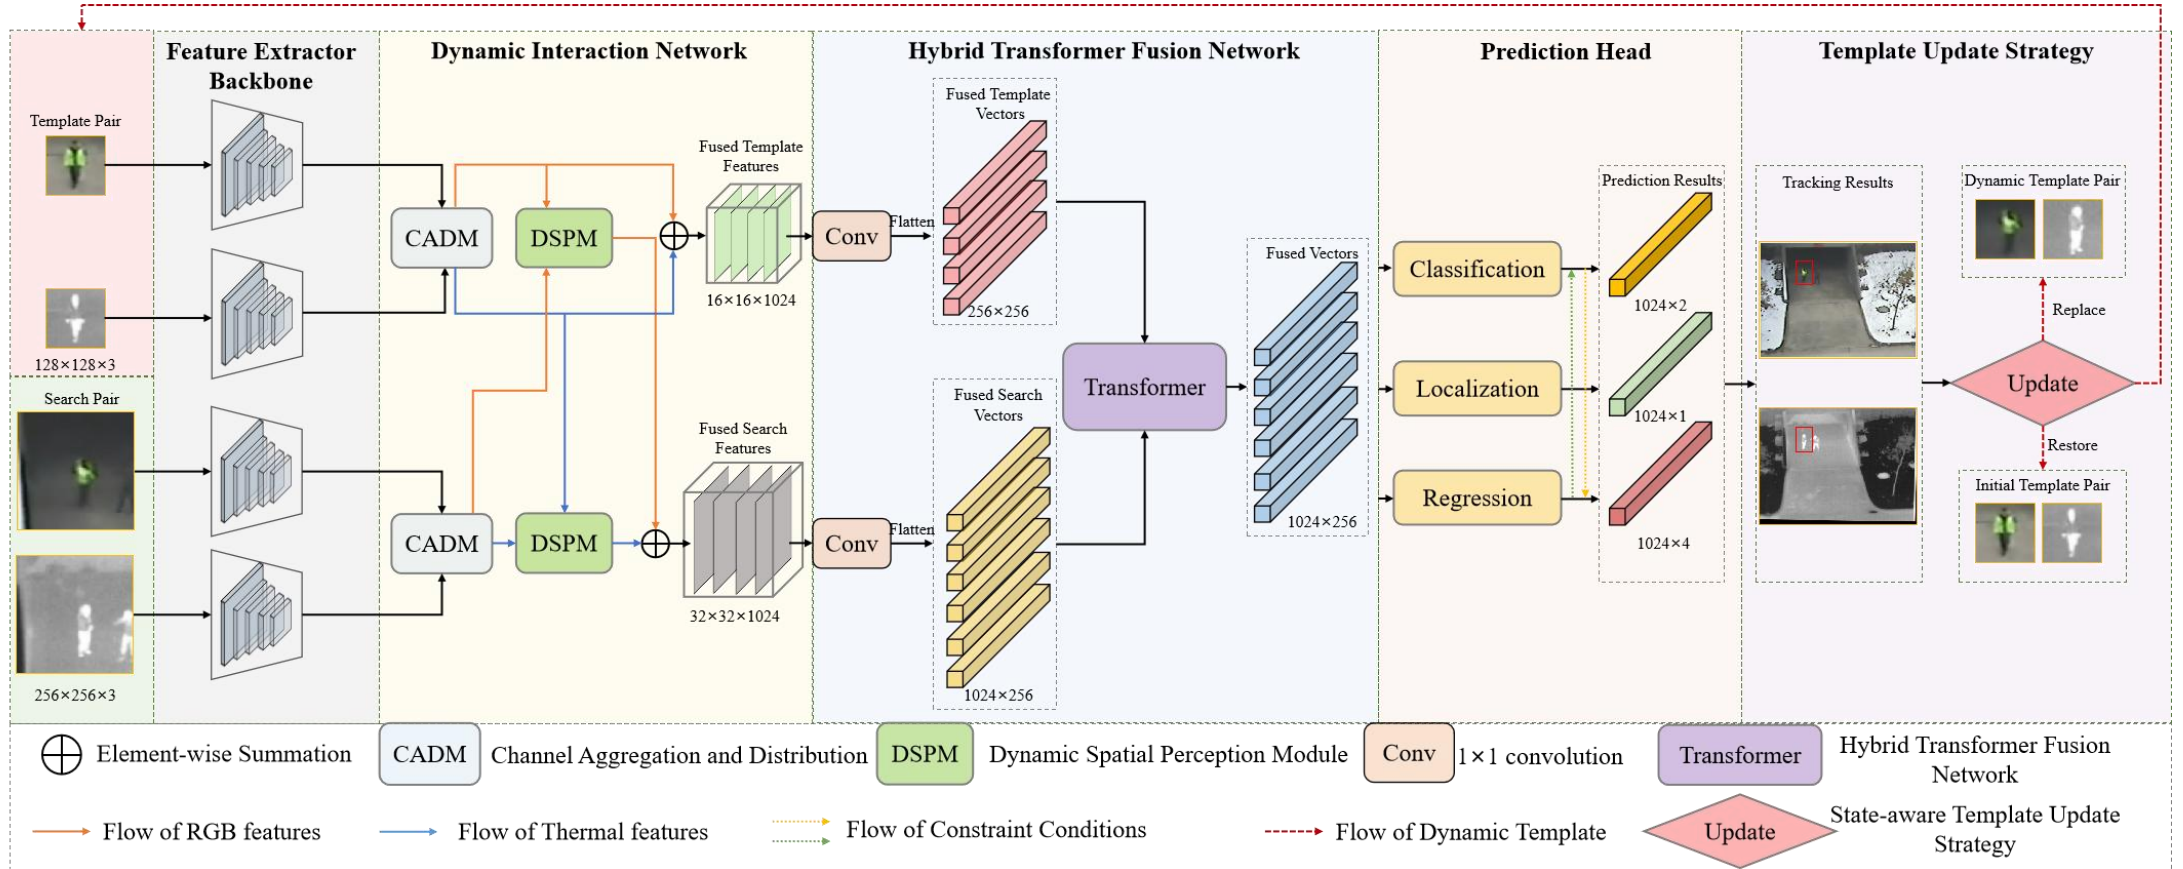 Feature Extractor
Backbone
Dynamic Interaction Network
Hybrid Transformer Fusion Network
Prediction Head
Template Update Strategy
Template Pair
128×128×3
Search Pair
256×256×3
CADM
DSPM
Fused Template
Features
16×16×1024
CADM
DSPM
Fused Search
Features
32×32×1024
Conv
Flatten
Fused Template
Vectors
256×256
Conv
Flatten
Fused Search
Vectors
1024×256
Transformer
Fused Vectors
1024×256
Classification
Localization
Regression
Prediction Results
1024×2
1024×1
1024×4
Tracking Results
Dynamic Template Pair
Replace
Update
Restore
Initial Template Pair
Element-wise Summation
CADM
Channel Aggregation and Distribution
DSPM
Dynamic Spatial Perception Module
Conv
1×1 convolution
Transformer
Hybrid Transformer Fusion
Network
Flow of RGB features
Flow of Thermal features
Flow of Constraint Conditions
Flow of Dynamic Template
Update
State-aware Template Update
Strategy